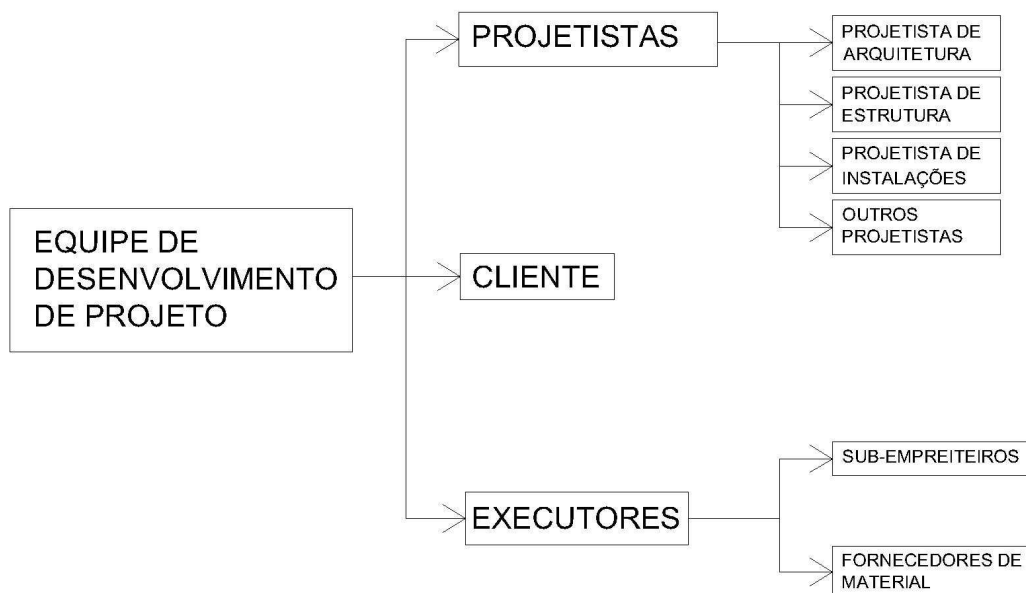 EQUIPE DE
DESENVOLVIMENTO
DE PROJETO
PROJETISTAS
PROJETISTA DE
ARQUITETURA
PROJETISTA DE
ESTRUTURA
PROJETISTA DE
INSTALAÇÕES
OUTROS
PROJETISTAS
CLIENTE
EXECUTORES
SUB-EMPREITEIROS
FORNECEDORES DE
MATERIAL